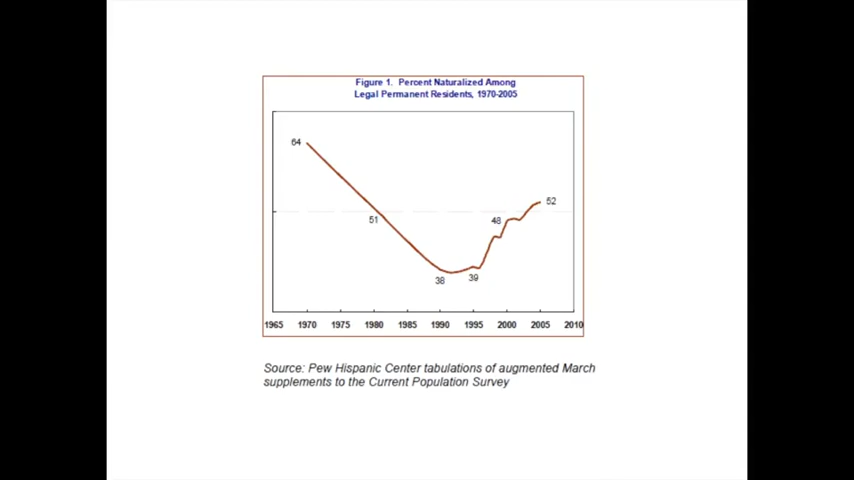 Figure 1. Percent Naturalized Among
Legal Permanent Residents, 1970-2005
64
51
38
39
48
52
1965 1970 1975 1980 1985 1990 1995 2000 2005 2010
Source: Pew Hispanic Center tabulations of augmented March
supplements to the Current Population Survey